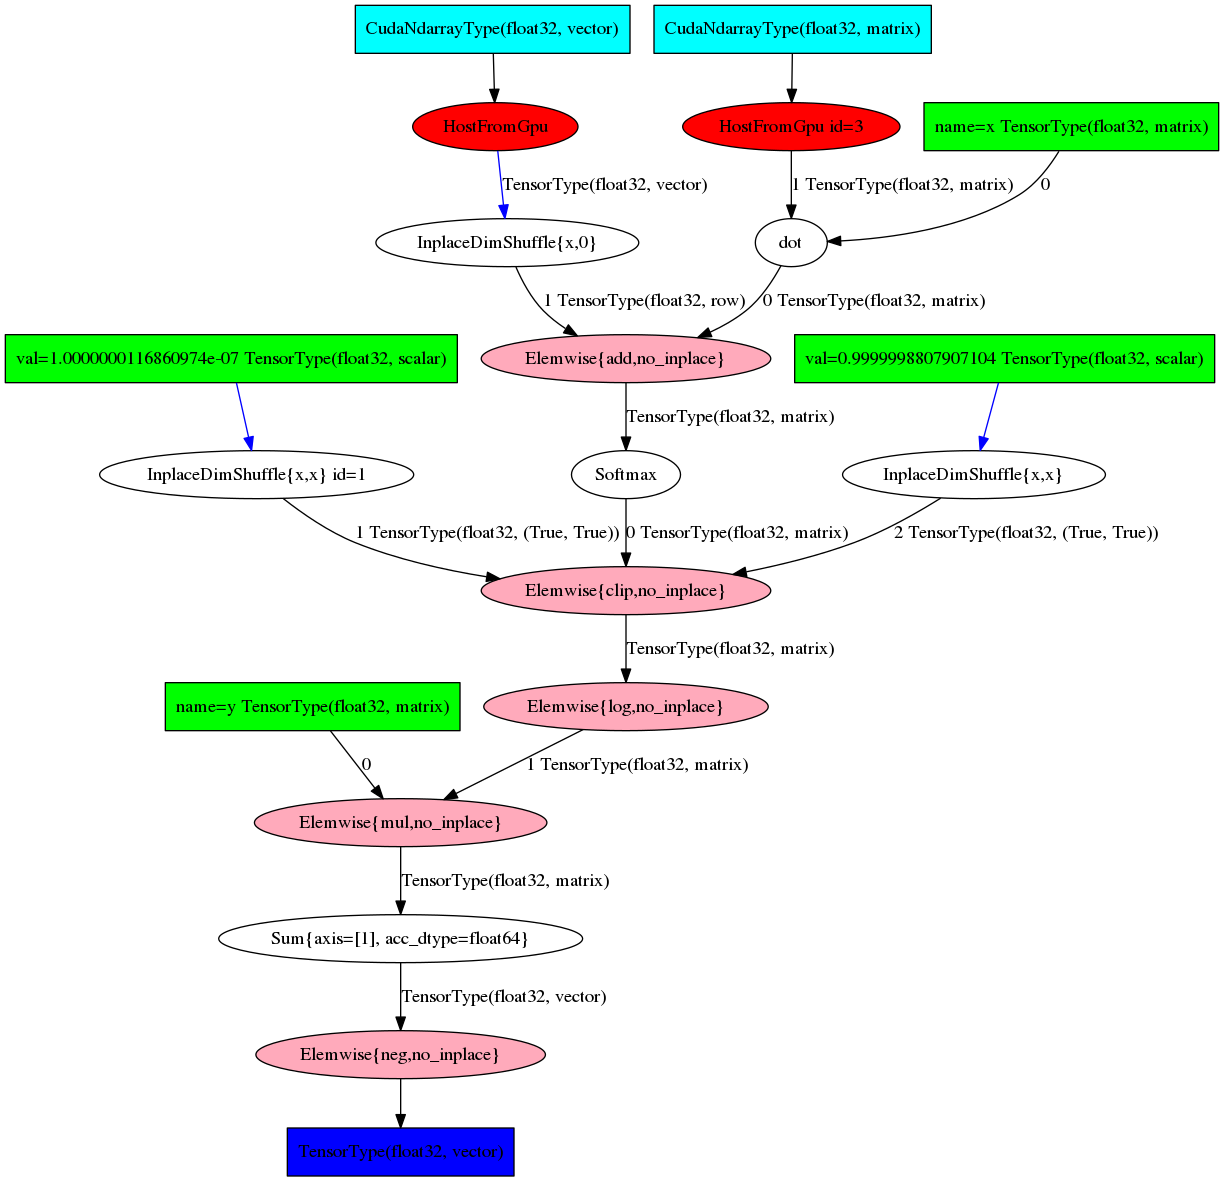 CudaNdarrayType(float32, vector)
CudaNdarrayType(float32, matrix)
HostFromGpu
HostFromGpu id=3
name=x TensorType(float32, matrix)
TensorType(float32, vector)
1 TensorType(float32, matrix)
0
InplaceDimShuffle{x,0}
dot
1 TensorType(float32, row)
0 TensorType(float32, matrix)
val=1.0000000116860974e-07 TensorType(float32, scalar)
Elemwise{add,no_inplace}
val=0.9999998807907104 TensorType(float32, scalar)
TensorType(float32, matrix)
InplaceDimShuffle{x,x} id=1
Softmax
InplaceDimShuffle{x,x}
1 TensorType(float32, (True, True))
0 TensorType(float32, matrix)
2 TensorType(float32, (True, True))
Elemwise{clip,no_inplace}
TensorType(float32, matrix)
name=y TensorType(float32, matrix)
Elemwise{log,no_inplace}
0
1 TensorType(float32, matrix)
Elemwise{mul,no_inplace}
TensorType(float32, matrix)
Sum{axis=[1], acc_dtype=float64}
TensorType(float32, vector)
Elemwise{neg,no_inplace}
TensorType(float32, vector)